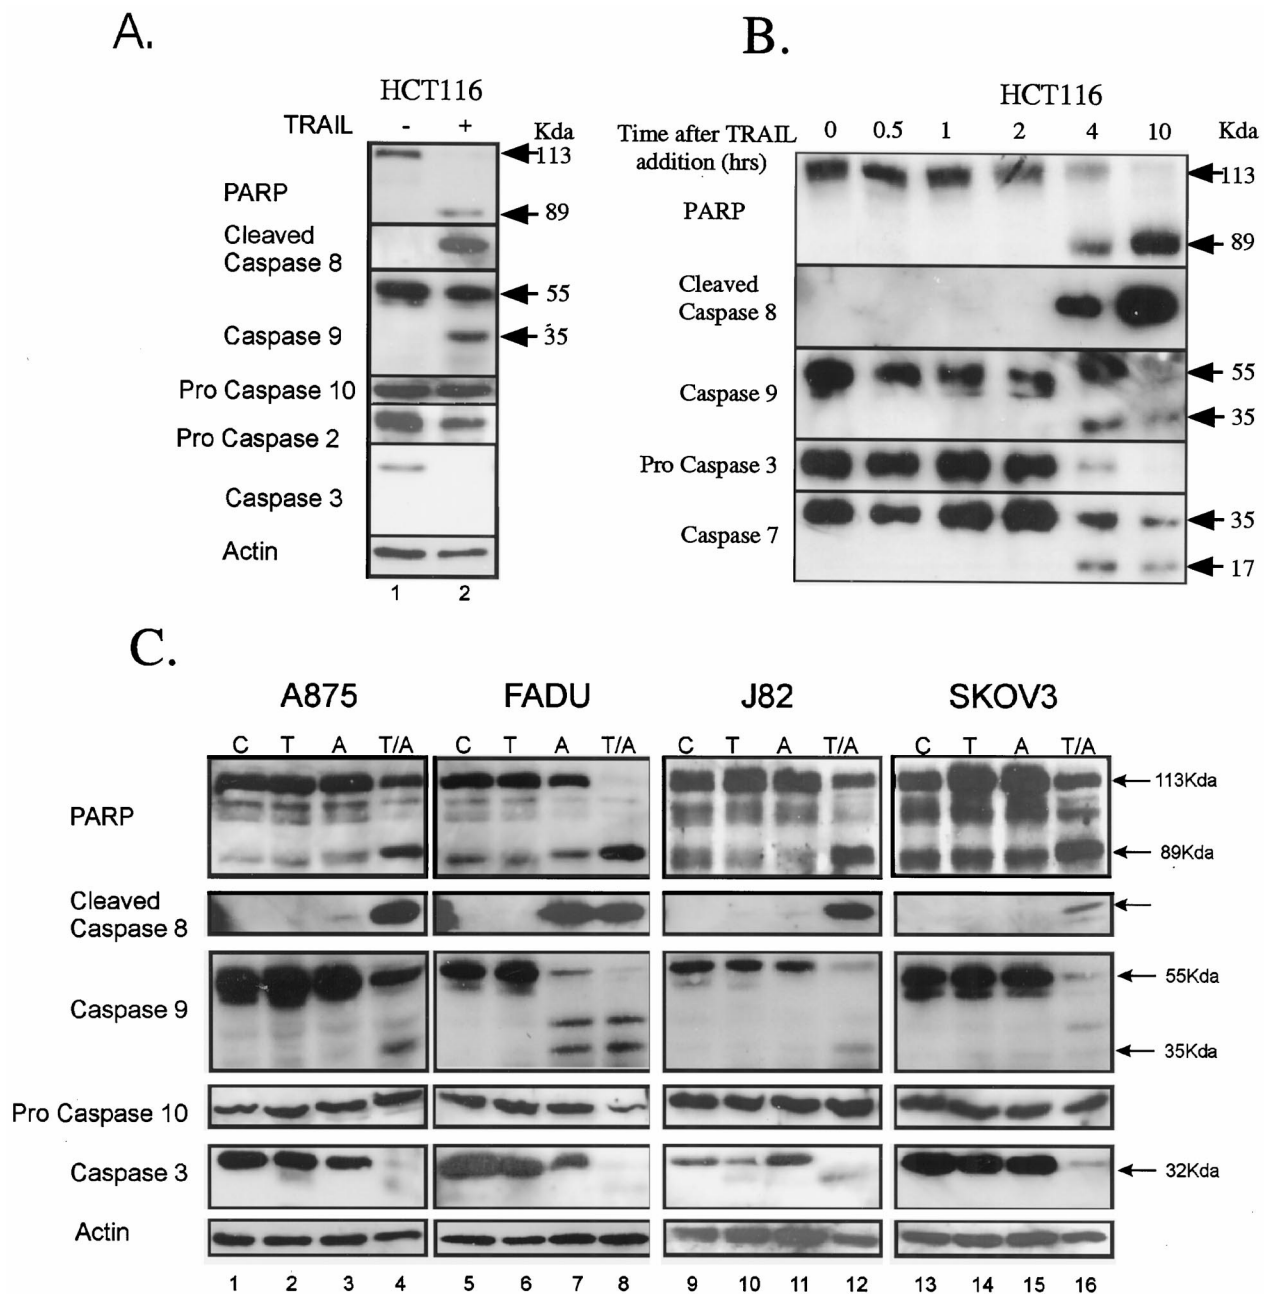 A.
HCT116
TRAIL - + Kda
113
PARP
89
Cleaved
Caspase 8
55
Caspase 9
35
Pro Caspase 10
Pro Caspase 2
Caspase 3
Actin
1 2
B.
HCT116
Time after TRAIL 0 0.5 1 2 4 10 Kda
addition (hrs)
113
PARP
89
Cleaved
Caspase 8
55
Caspase 9
35
Pro Caspase 3
35
Caspase 7
17
C.
A875 FADU J82 SKOV3
C T A T/A C T A T/A C T A T/A C T A T/A
113Kda
PARP
89Kda
Cleaved
Caspase 8
55Kda
Caspase 9
35Kda
Pro Caspase 10
Caspase 3
32Kda
Actin
1 2 3 4 5 6 7 8 9 10 11 12 13 14 15 16